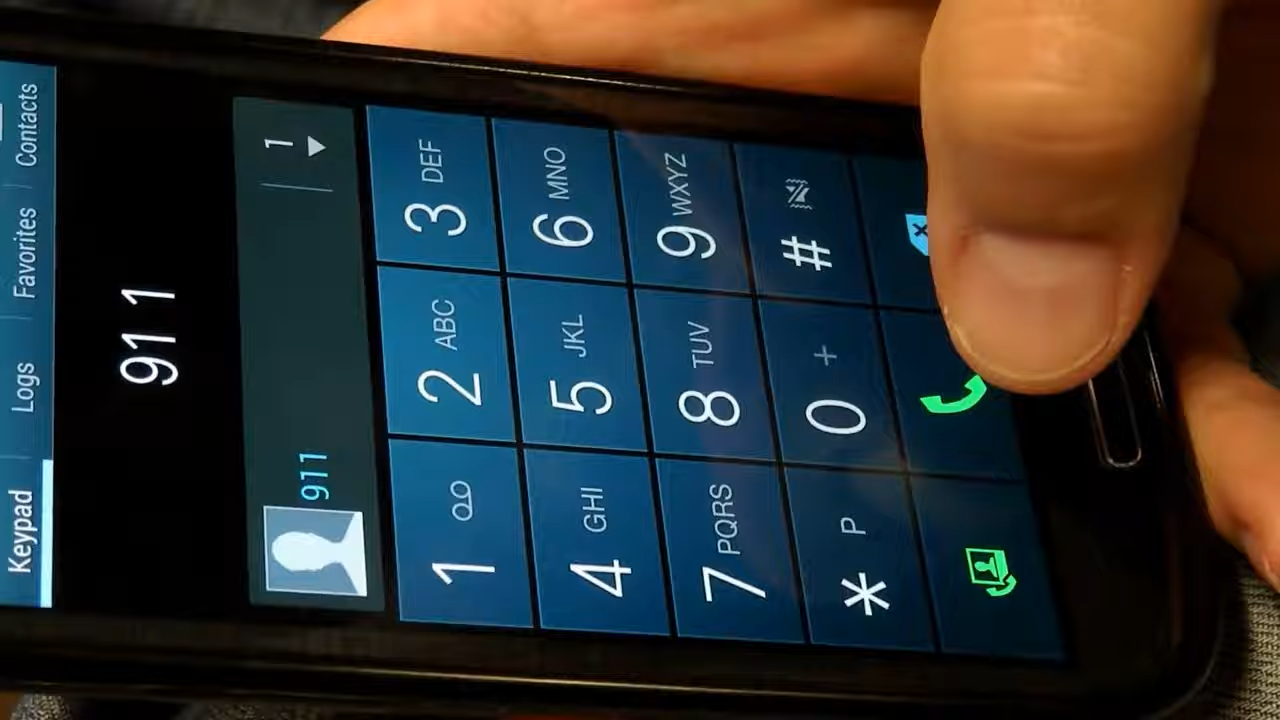 Keypad Logs Favorites Contacts
911
911 1
1 2 ABC 3 DEF
4 GHI 5 JKL 6 MNO
7 PQRS 8 TUV 9 WXYZ
* P 0 + #